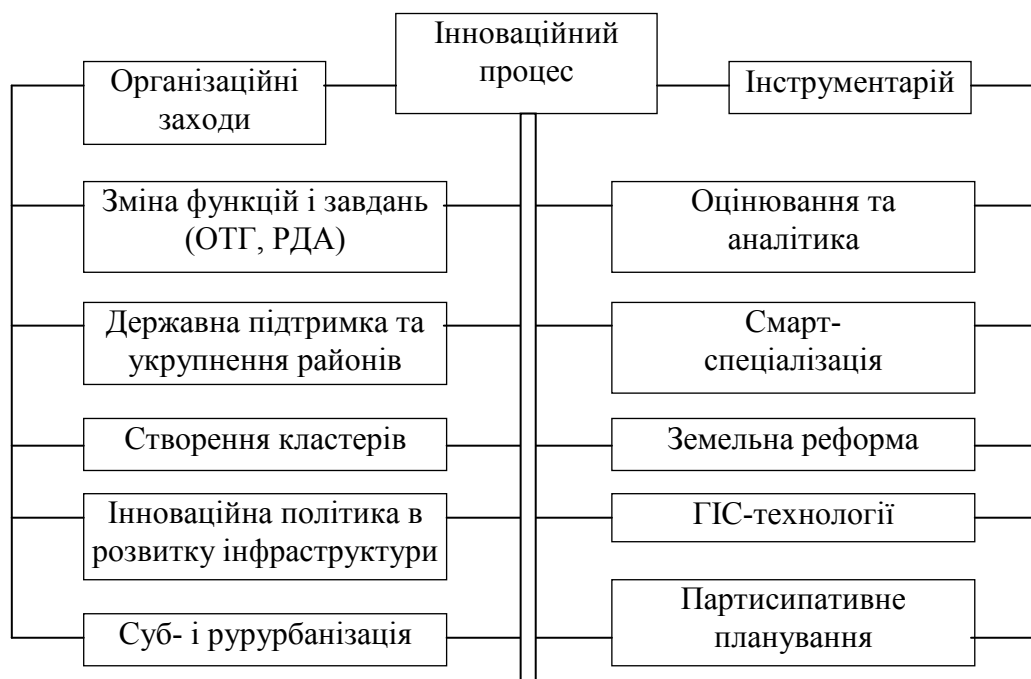 Інноваційний
процес
Організаційні
заходи
Інструментарій
Зміна функцій і завдань
(ОТГ, РДА)
Державна підтримка та
укрупнення районів
Створення кластерів
Інноваційна політика в
розвитку інфраструктури
Суб- і рурурбанізація
Оцінювання та
аналітика
Смарт-
спеціалізація
Земельна реформа
ГІС-технології
Партисипативне
планування